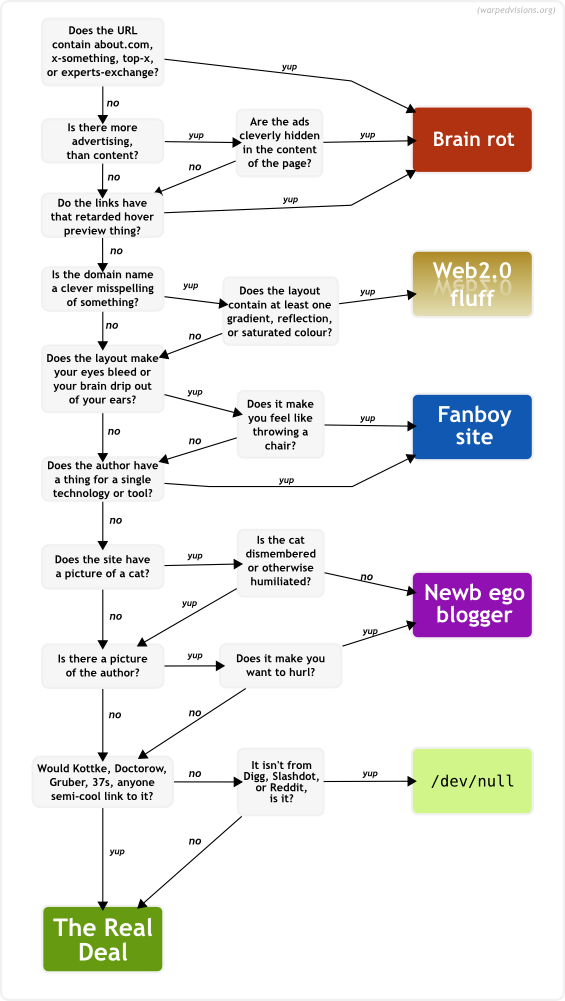 (warpedvisions.org)
Does the URL
contain about.com,
x-something, top-x,
or experts-exchange?
yup
no
Is there more
advertising,
than content?
yup
Are the ads
cleverly hidden
in the content
of the page?
yup
Brain rot
no
no
Do the links have
that retarded hover
preview thing?
yup
no
Is the domain name
a clever misspelling
of something?
yup
Does the layout
contain at least one
gradient, reflection,
or saturated colour?
yup
Web2.0
fluff
no
no
Does the layout make
your eyes bleed or
your brain drip out
of your ears?
yup
Does it make
you feel like
throwing a
chair?
yup
Fanboy
site
no
no
Does the author have
a thing for a single
technology or tool?
yup
no
Does the site have
a picture of a cat?
yup
Is the cat
dismembered
or otherwise
humiliated?
no
Newb ego
blogger
yup
no
Is there a picture
of the author?
yup
Does it make you
want to hurl?
yup
no
no
Would Kottke, Doctorow,
Gruber, 37s, anyone
semi-cool link to it?
no
It isn't from
Digg, Slashdot,
or Reddit,
is it?
yup
/dev/null
no
yup
The Real
Deal